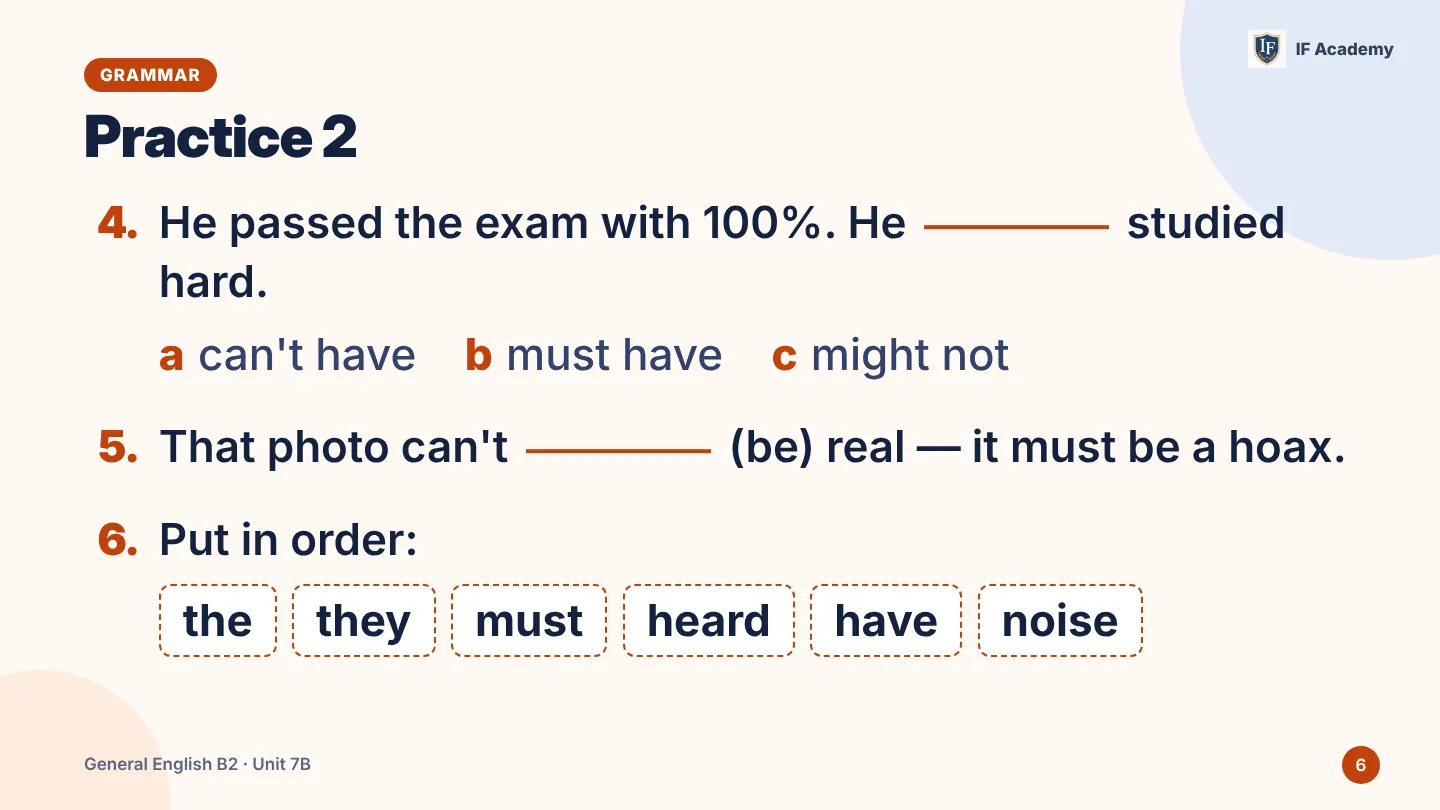 IF Academy
GRAMMAR
Practice 2
4. He passed the exam with 100%. He ________ studied
hard.
a can't have b must have c might not
5. That photo can't ________ (be) real — it must be a hoax.
6. Put in order:
the they must heard have noise
General English B2 · Unit 7B
6